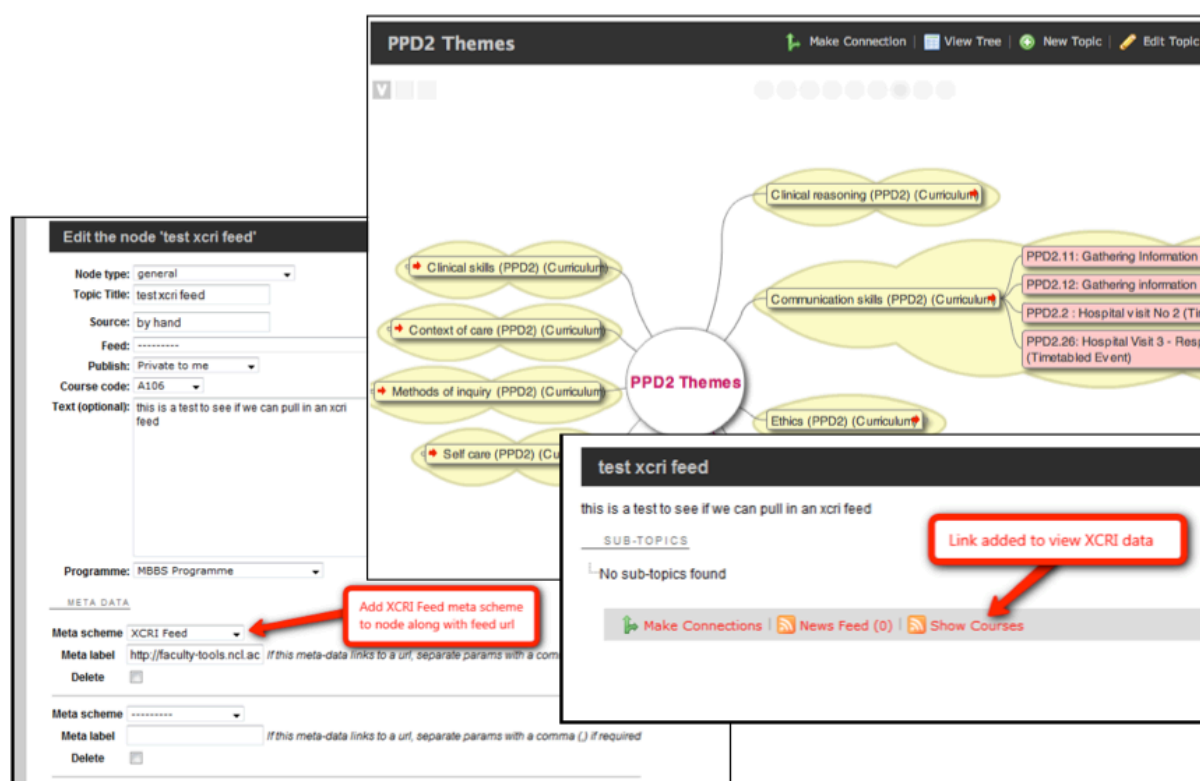 PPD2 Themes
Make Connection | View Tree | New Topic | Edit Topic
V
Clinical reasoning (PPD2) (Curriculum)
Clinical skills (PPD2) (Curriculum)
Communication skills (PPD2) (Curriculum)
PPD2.11: Gathering Information
PPD2.12: Gathering information
PPD2.2 : Hospital visit No 2
PPD2.26: Hospital Visit 3 -
(Timetabled Event)
Context of care (PPD2) (Curriculum)
PPD2 Themes
Methods of inquiry (PPD2) (Curriculum)
Ethics (PPD2) (Curriculum)
Self care (PPD2)
Edit the node 'test xcri feed'
Node type: general
Topic Title: test xcri feed
Source: by hand
Feed: ---------
Publish: Private to me
Course code: A106
Text (optional): this is a test to see if we can pull in an xcri
feed
Programme: MBBS Programme
META DATA
Meta scheme XCRI Feed
Meta label http://faculty-tools.ncl.ac If this meta-data links to a url, separate params with a
Delete
Meta scheme ---------
Meta label If this meta-data links to a url, separate params with a comma (,) if required
Delete
Add XCRI Feed meta scheme
to node along with feed url
test xcri feed
this is a test to see if we can pull in an xcri feed
SUB-TOPICS
No sub-topics found
Make Connections | News Feed (0) | Show Courses
Link added to view XCRI data